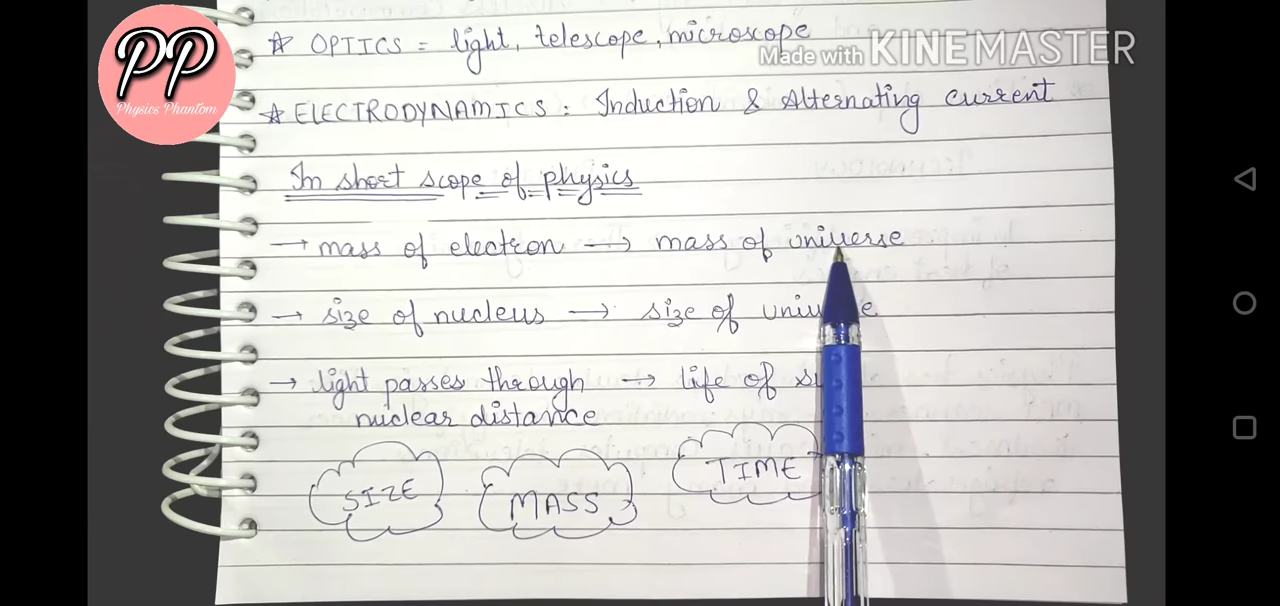 PP
Physics Phantom
Made with KINEMASTER
☆ OPTICS = light, telescope, microscope
☆ ELECTRODYNAMICS : Induction & Alternating current
In short scope of physics
→ mass of electron → mass of universe
→ size of nucleus → size of
→ light passes through → life of
nuclear distance
SIZE
MASS
TIME